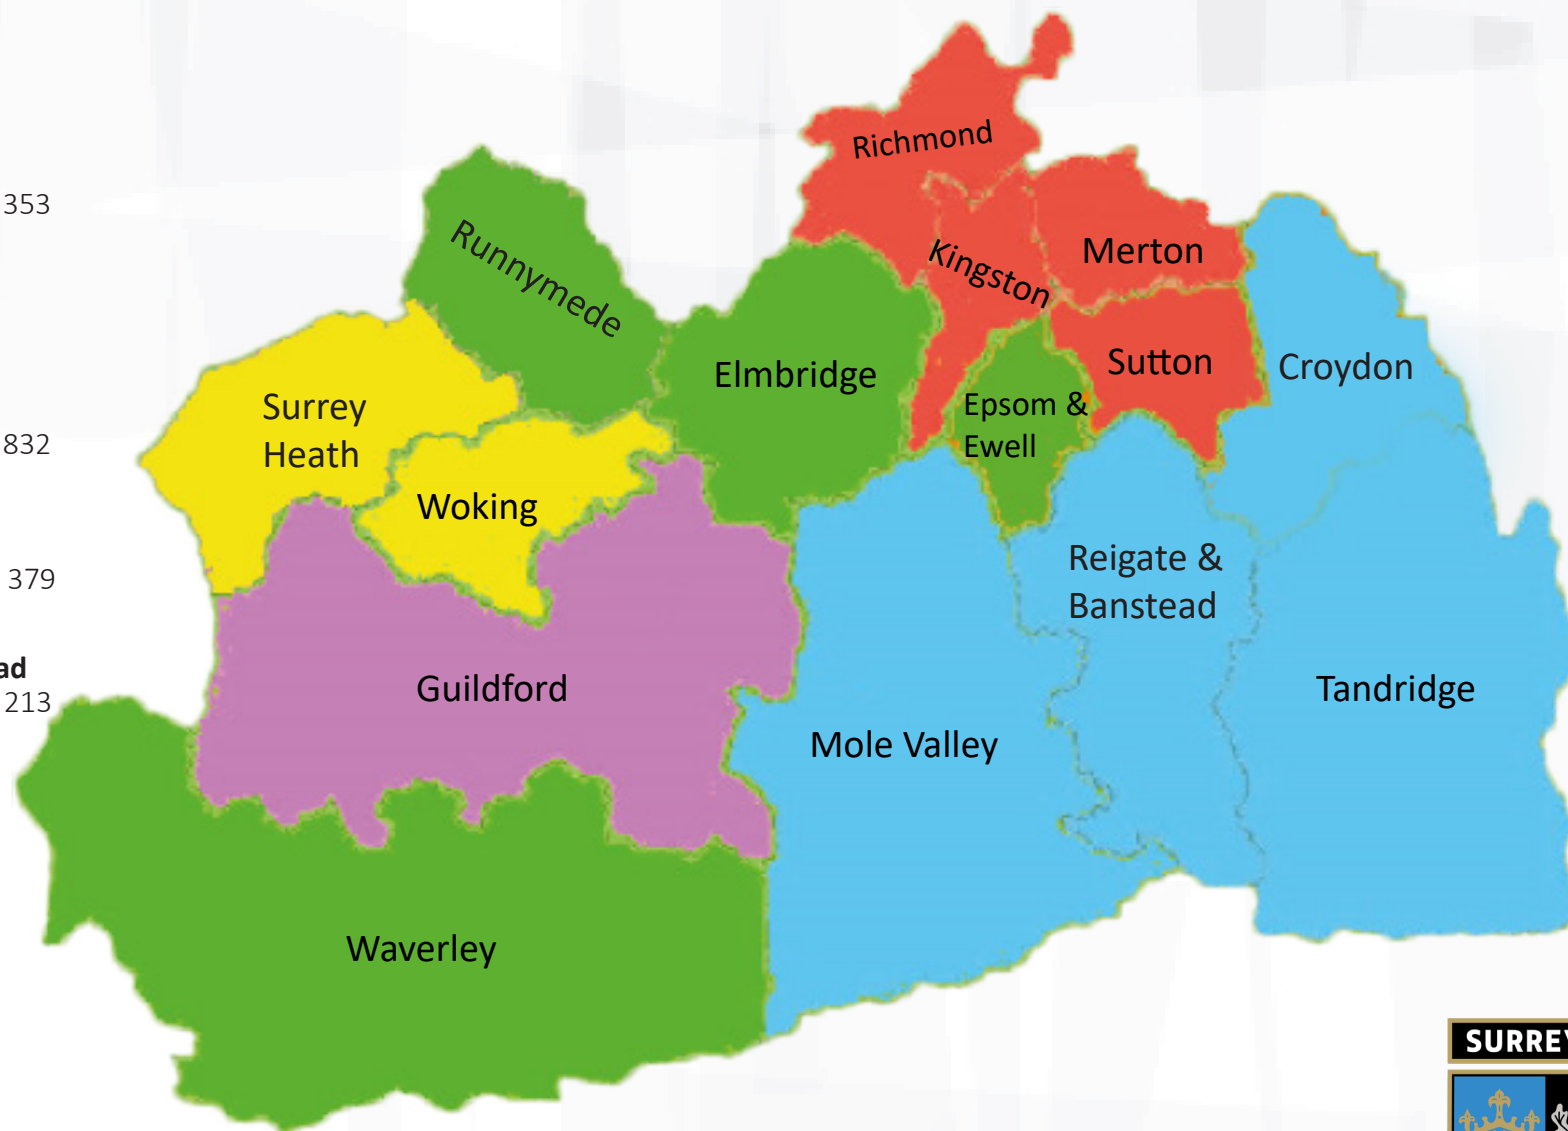 353
832
379
ad
213
Richmond
Runnymede
Kingston
Merton
Elmbridge
Sutton
Croydon
Surrey
Heath
Epsom &
Ewell
Woking
Reigate &
Banstead
Guildford
Tandridge
Mole Valley
Waverley
SURREY